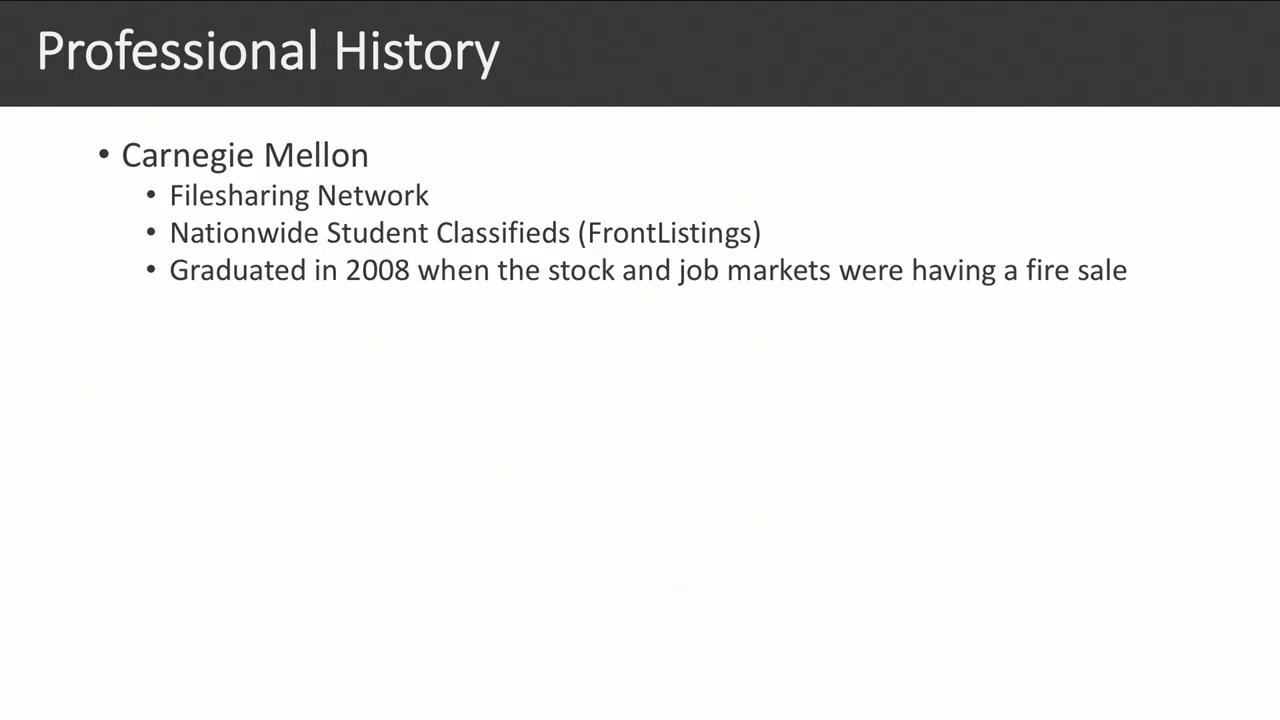 Professional History
• Carnegie Mellon
• Filesharing Network
• Nationwide Student Classifieds (FrontListings)
• Graduated in 2008 when the stock and job markets were having a fire sale